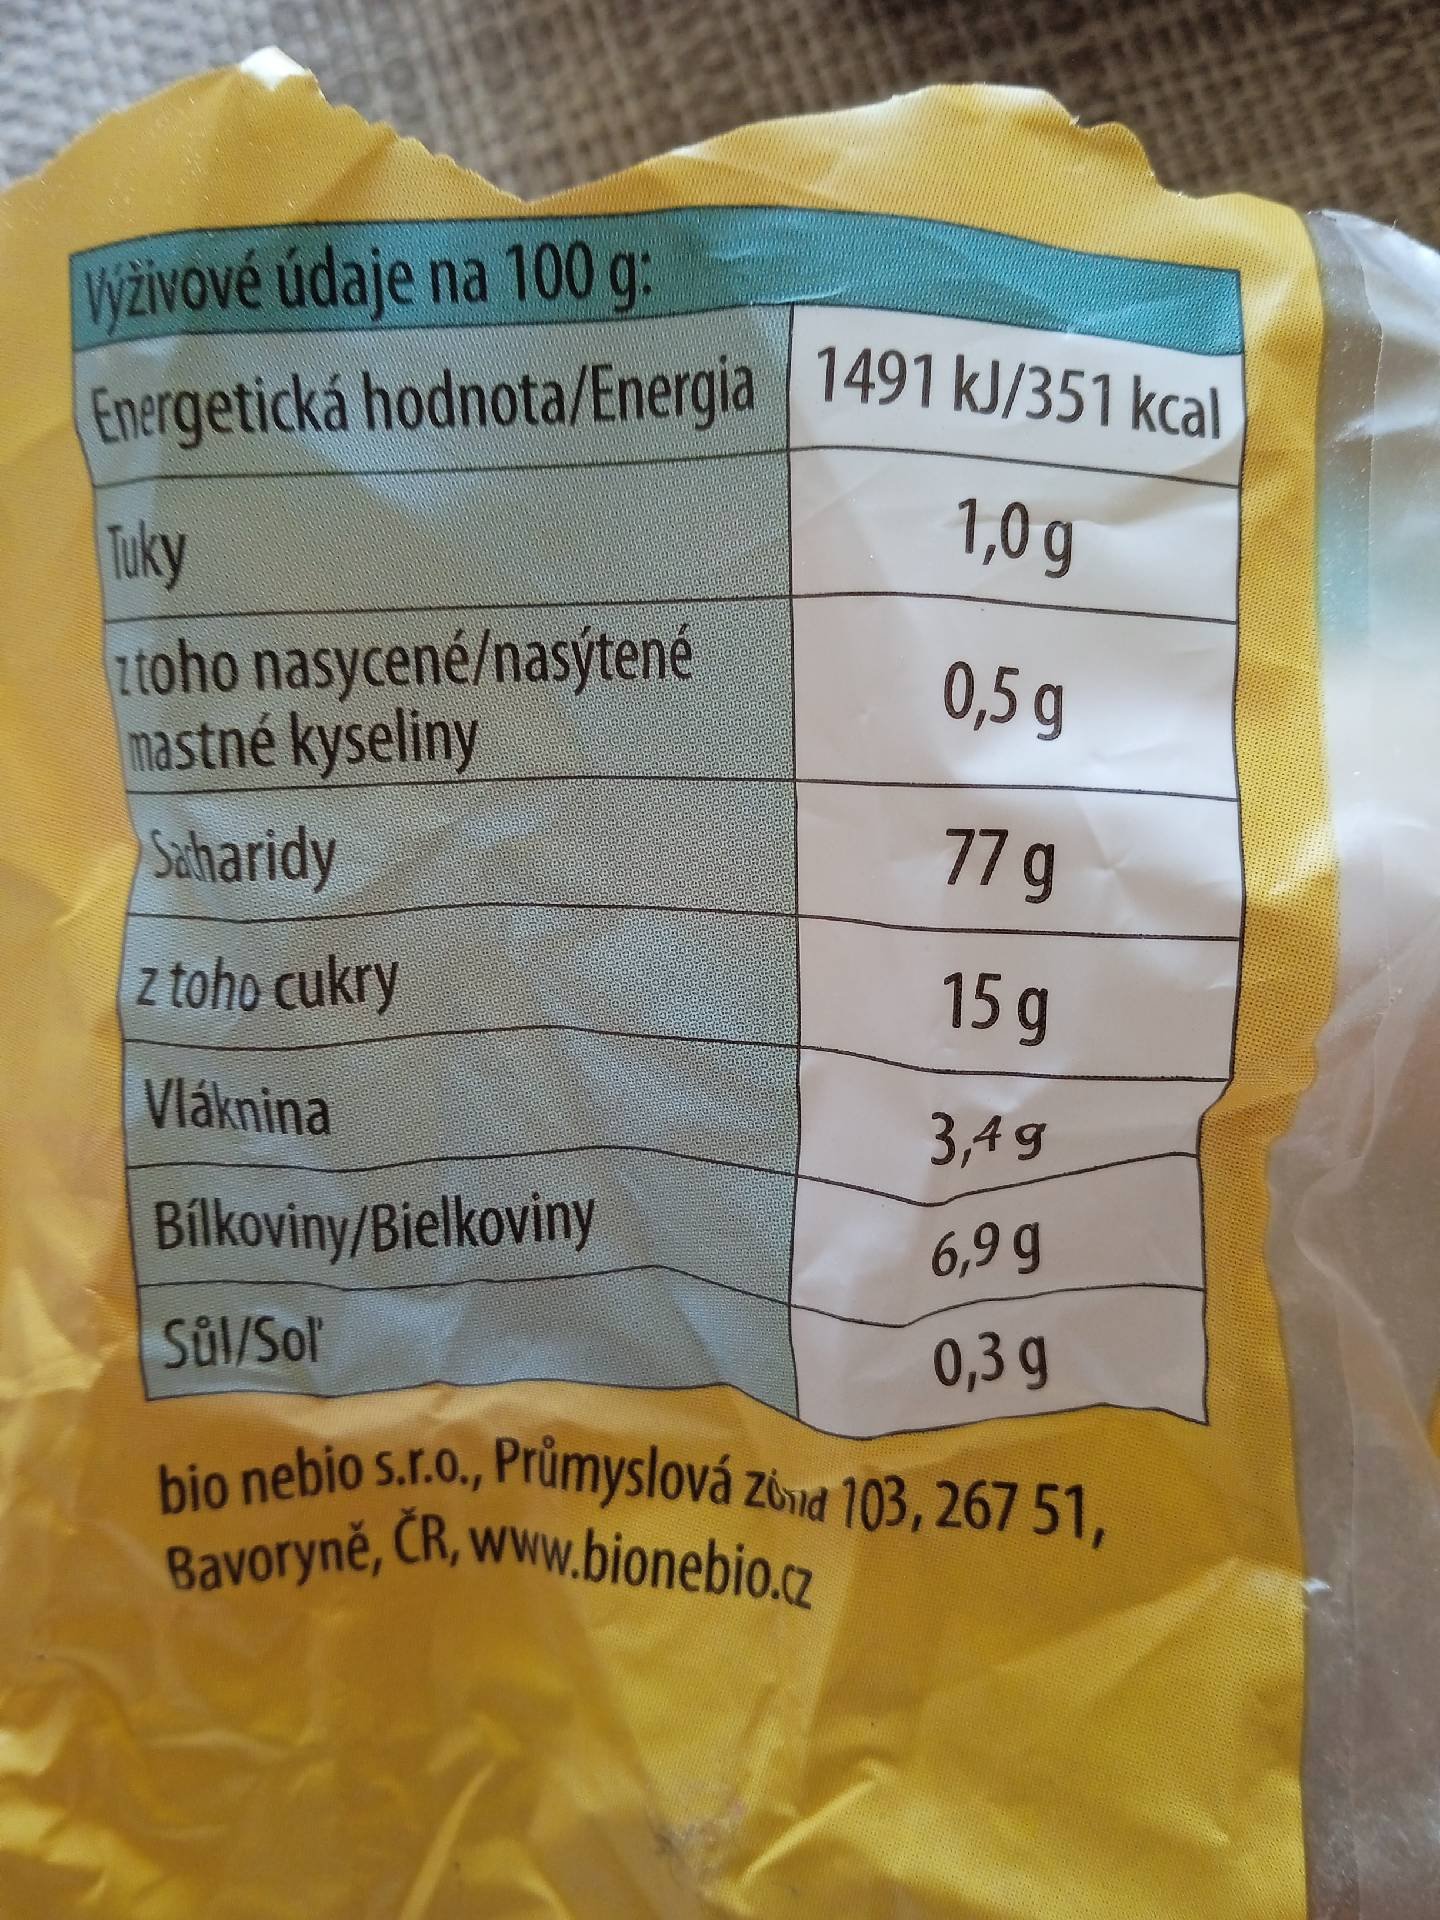 Výživové údaje na 100 g:
Energetická hodnota/Energia 1491 kJ/351 kcal
Tuky 1,0 g
z toho nasycené/nasýtené
mastné kyseliny 0,5 g
Sacharidy 77 g
z toho cukry 15 g
Vláknina 3,4 g
Bílkoviny/Bielkoviny 6,9 g
Sůl/Soľ 0,3 g
bio nebio s.r.o., Průmyslová zóna 103, 267 51,
Bavoryně, ČR, www.bionebio.cz